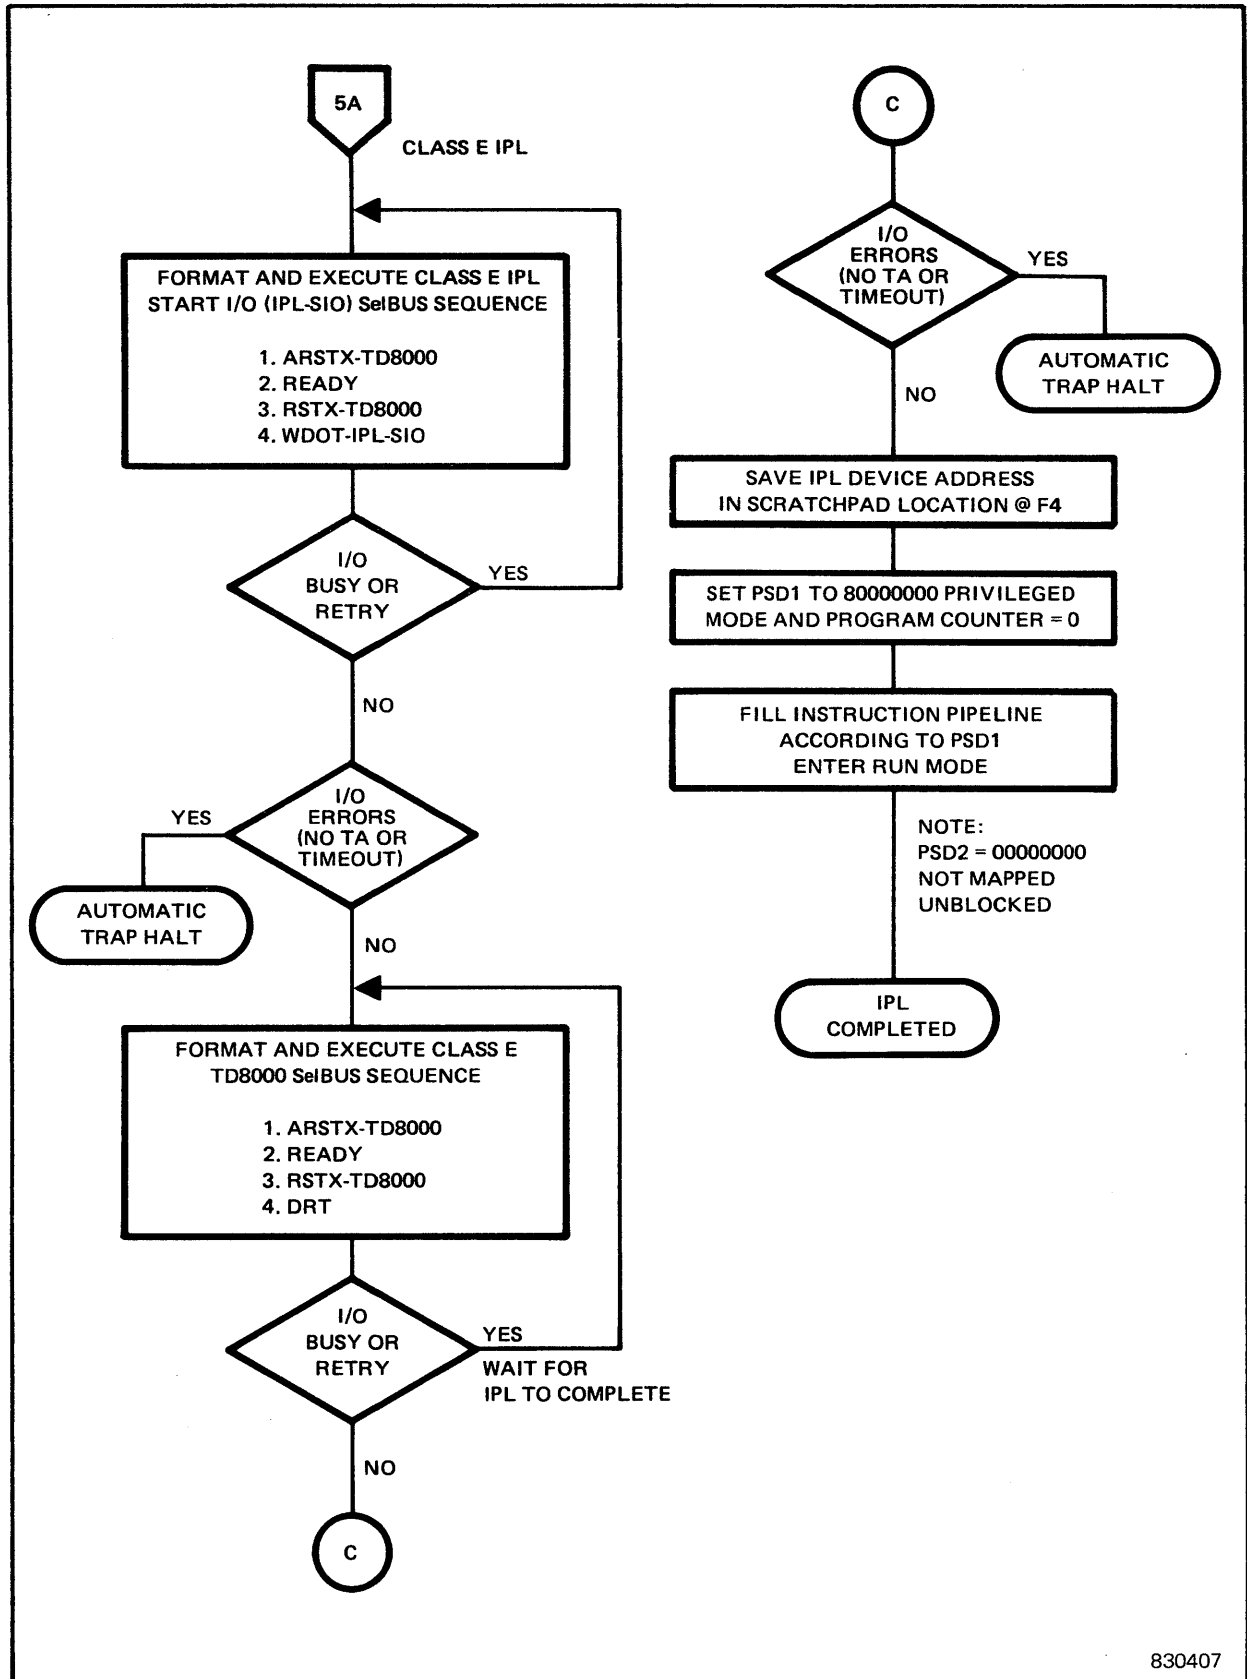 5A
CLASS E IPL
FORMAT AND EXECUTE CLASS E IPL
START I/O (IPL-SIO) SelBUS SEQUENCE
1. ARSTX-TD8000
2. READY
3. RSTX-TD8000
4. WDOT-IPL-SIO
I/O
BUSY OR
RETRY
YES
NO
I/O
ERRORS
(NO TA OR
TIMEOUT)
YES
AUTOMATIC
TRAP HALT
NO
FORMAT AND EXECUTE CLASS E
TD8000 SelBUS SEQUENCE
1. ARSTX-TD8000
2. READY
3. RSTX-TD8000
4. DRT
I/O
BUSY OR
RETRY
YES
WAIT FOR
IPL TO COMPLETE
NO
C
C
I/O
ERRORS
(NO TA OR
TIMEOUT)
YES
AUTOMATIC
TRAP HALT
NO
SAVE IPL DEVICE ADDRESS
IN SCRATCHPAD LOCATION @ F4
SET PSD1 TO 80000000 PRIVILEGED
MODE AND PROGRAM COUNTER = 0
FILL INSTRUCTION PIPELINE
ACCORDING TO PSD1
ENTER RUN MODE
NOTE:
PSD2 = 00000000
NOT MAPPED
UNBLOCKED
IPL
COMPLETED
830407